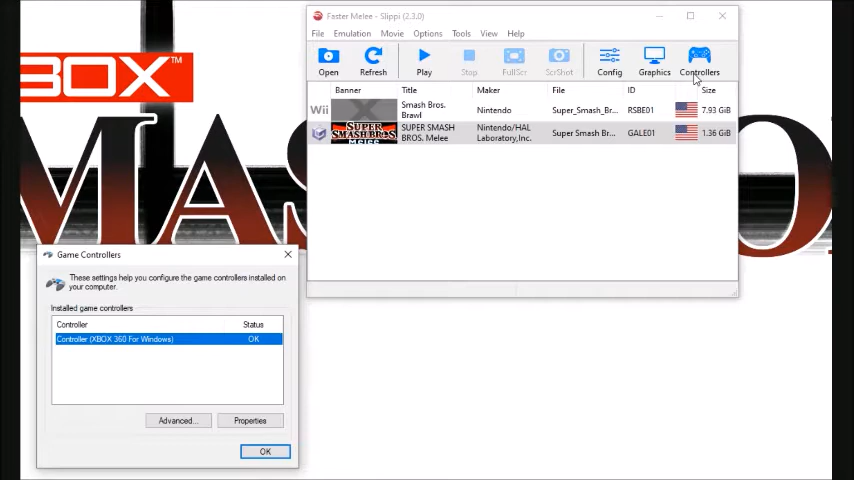 BOX™
MASH BRO
Faster Melee - Slippi (2.3.0)
File Emulation Movie Options Tools View Help
Open Refresh Play Stop FullScr ScrShot Config Graphics Controllers
Banner Title Maker File ID Size
Wii Smash Bros. Brawl Nintendo Super_Smash_Br... RSBE01 7.93 GiB
SUPER SMASH BROS. SUPER SMASH BROS. Melee Nintendo/HAL Laboratory,Inc. Super Smash Br... GALE01 1.36 GiB
Game Controllers
These settings help you configure the game controllers installed on
your computer.
Installed game controllers
Controller Status
Controller (XBOX 360 For Windows) OK
Advanced... Properties
OK